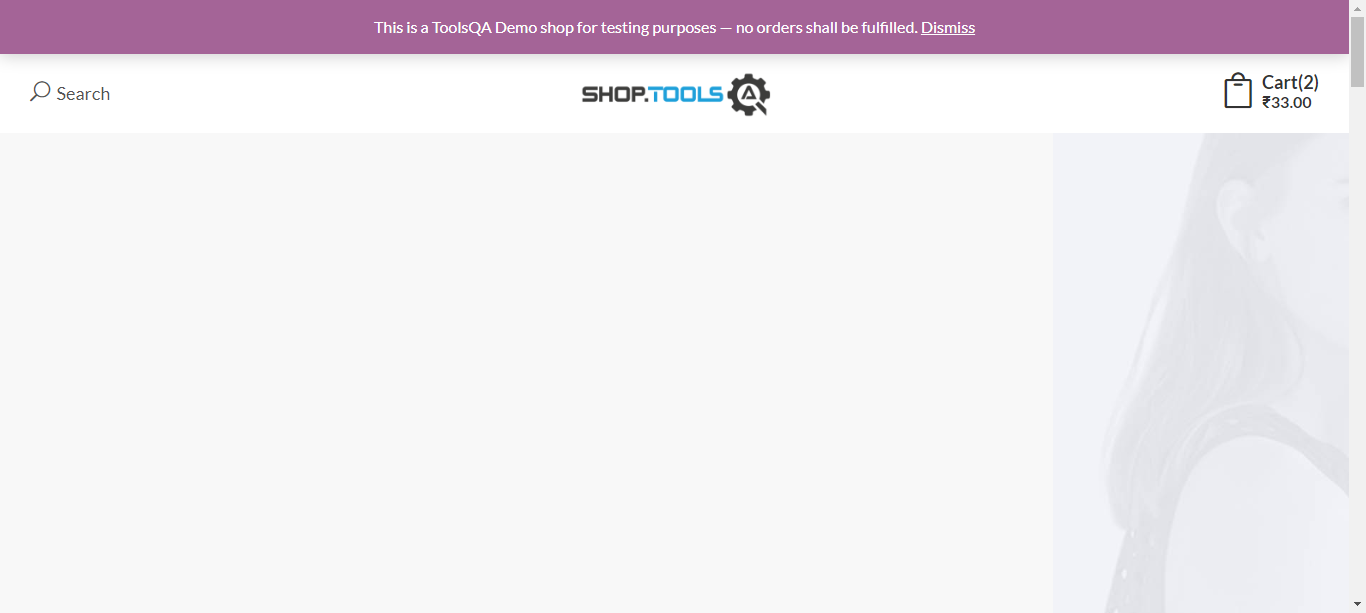 This is a ToolsQA Demo shop for testing purposes — no orders shall be fulfilled. Dismiss
Search
SHOP.TOOLS
Cart(2)
₹33.00